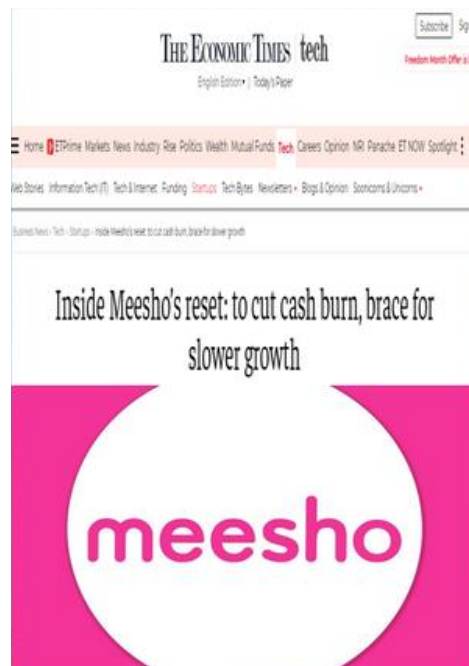 Subscribe
THE ECONOMIC TIMES tech
Freedom Month Offer
English Edition | Today's Paper
Home ETPrime Markets News Industry Rise Politics Wealth Mutual Funds Tech Careers Opinion NRI Panache ET NOW Spotlight
Web Stories Information Tech (IT) Tech & Internet Funding Startups Tech Bytes Newsletters Blogs & Opinion Soonicorns & Unicorns
Business News › Tech › Startups › Inside Meesho's reset: to cut cash burn, brace for slower growth
Inside Meesho's reset: to cut cash burn, brace for
slower growth
meesho